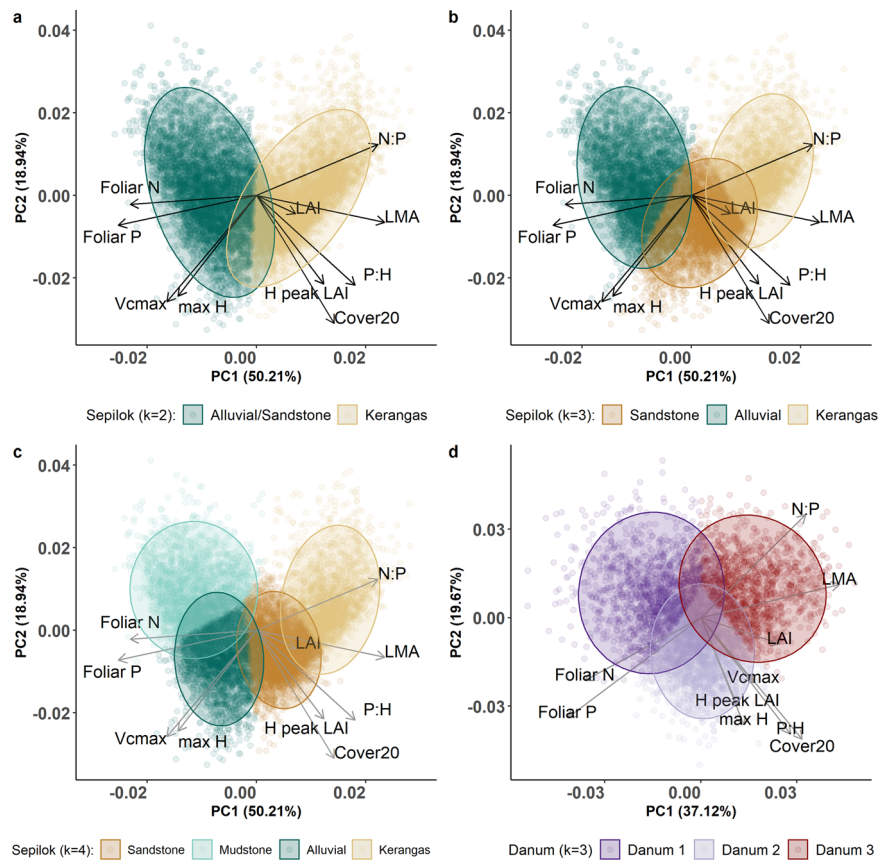 a
0.04
0.02
0.00
-0.02
PC2 (18.94%)
N:P
Foliar N
LAI
LMA
Foliar P
P:H
Vcmax
max H
H peak LAI
Cover20
-0.02
0.00
0.02
PC1 (50.21%)
Sepilok (k=2): Alluvial/Sandstone Kerangas
b
0.04
0.02
0.00
-0.02
PC2 (18.94%)
N:P
Foliar N
LAI
LMA
Foliar P
P:H
Vcmax
max H
H peak LAI
Cover20
-0.02
0.00
0.02
PC1 (50.21%)
Sepilok (k=3): Sandstone Alluvial Kerangas
c
0.04
0.02
0.00
-0.02
PC2 (18.94%)
N:P
Foliar N
LAI
LMA
Foliar P
P:H
Vcmax
max H
H peak LAI
Cover20
-0.02
0.00
0.02
PC1 (50.21%)
Sepilok (k=4): Sandstone Mudstone Alluvial Kerangas
d
0.03
0.00
-0.03
PC2 (19.67%)
N:P
LMA
LAI
Foliar N
Vcmax
H peak LAI
Foliar P
max H
P:H
Cover20
-0.03
0.00
0.03
PC1 (37.12%)
Danum (k=3) Danum 1 Danum 2 Danum 3